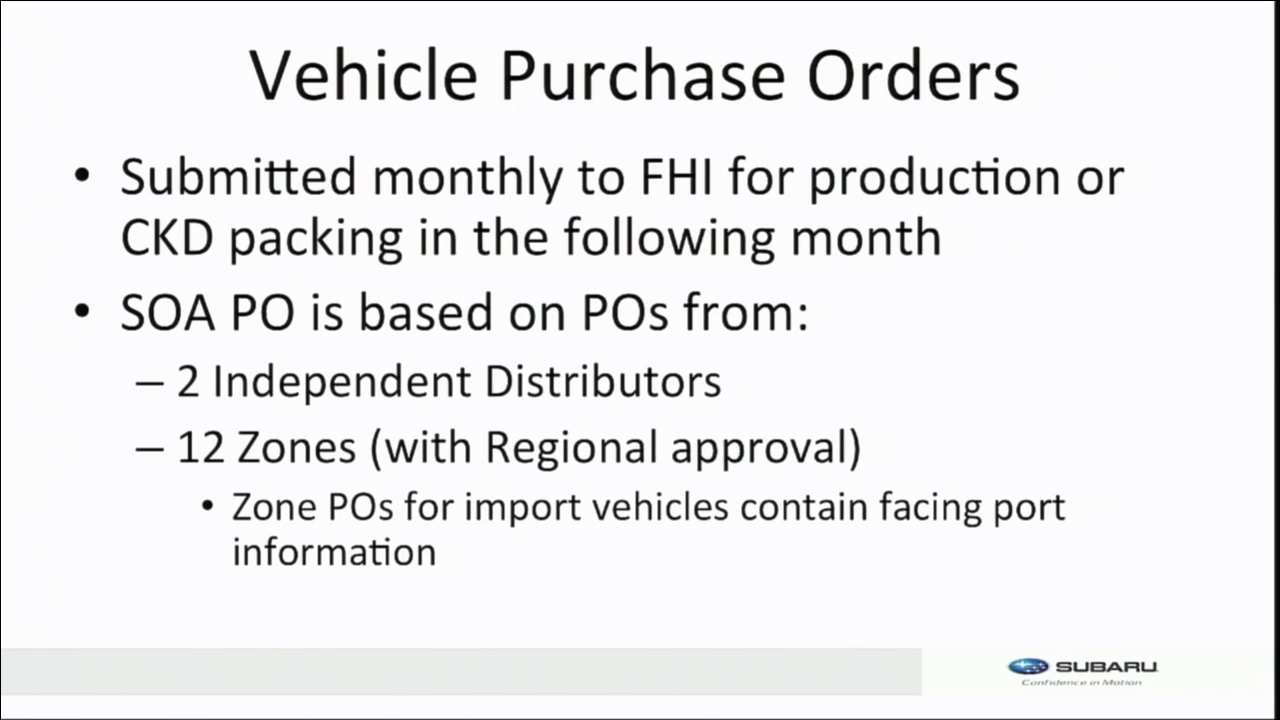 Vehicle Purchase Orders
• Submitted monthly to FHI for production or
CKD packing in the following month
• SOA PO is based on POs from:
– 2 Independent Distributors
– 12 Zones (with Regional approval)
• Zone POs for import vehicles contain facing port
information
SUBARU
Confidence in Motion